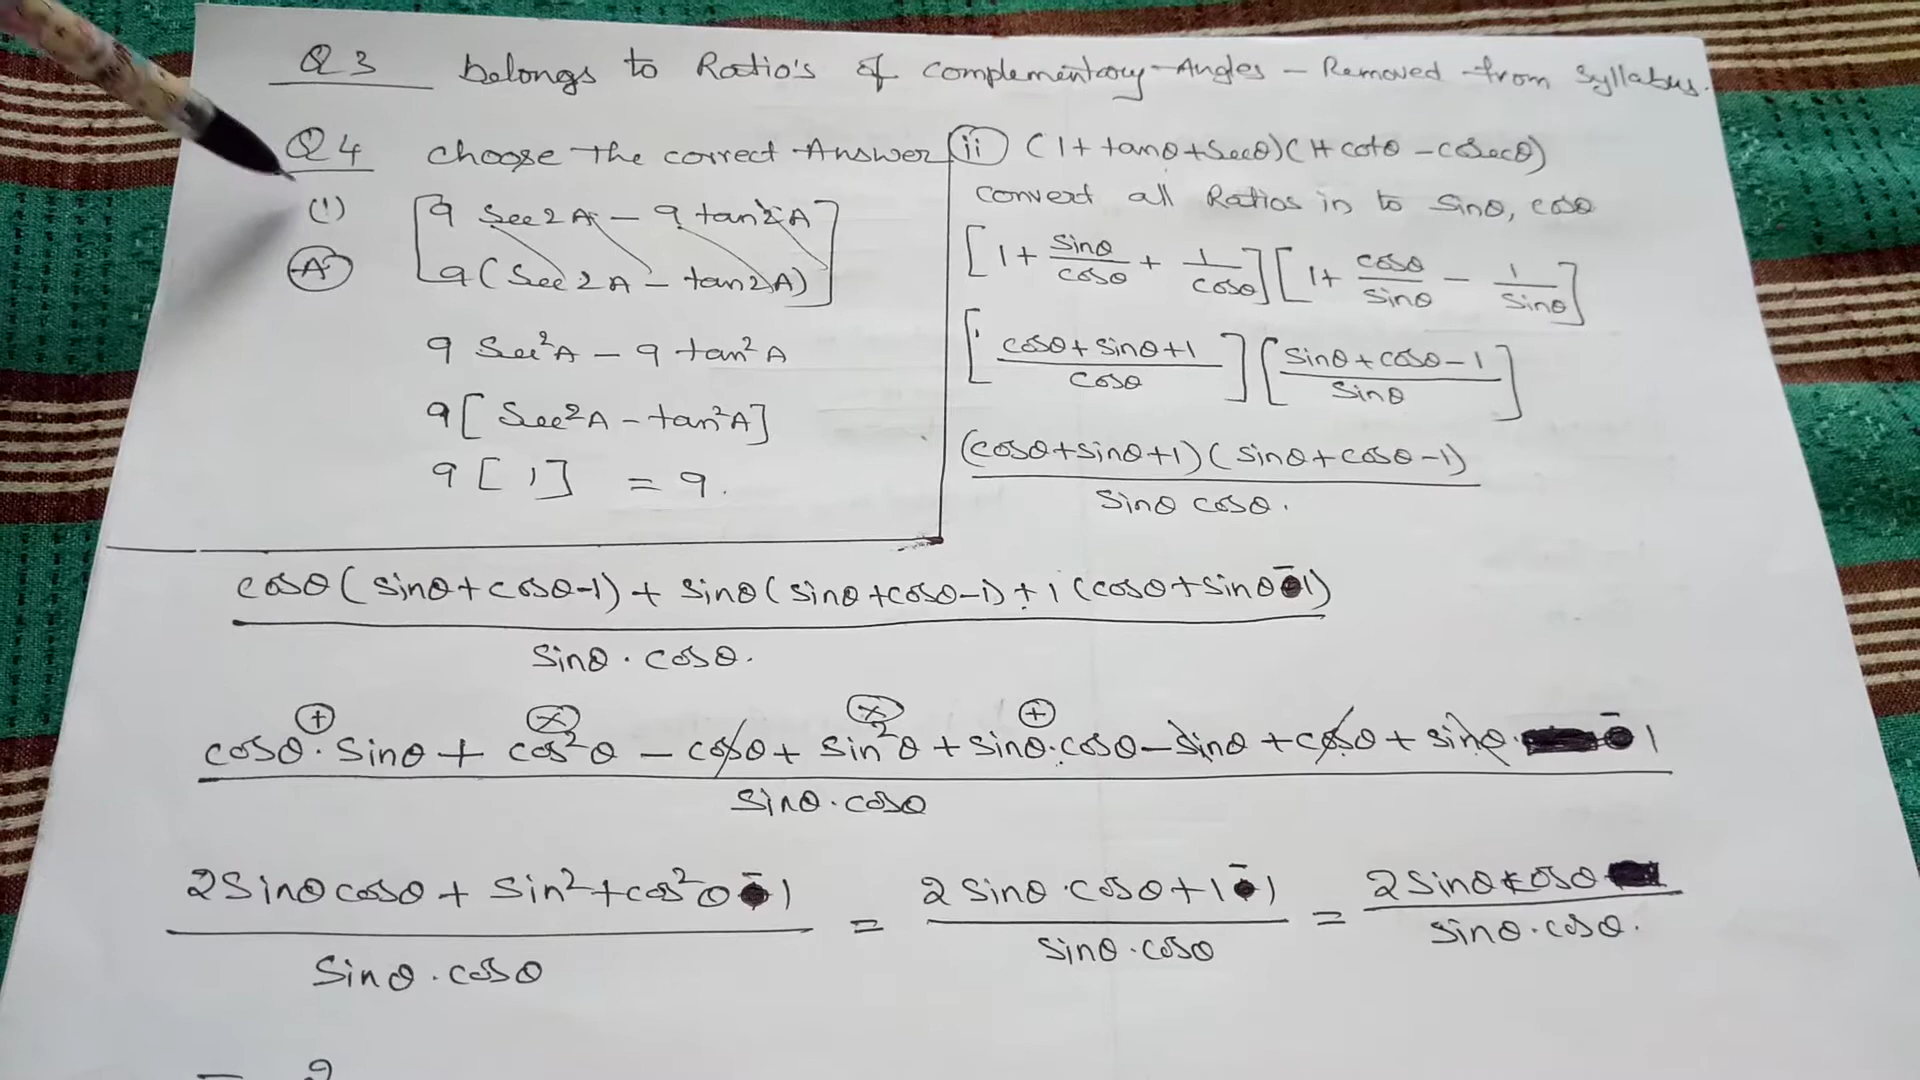 Q3 belongs to Ratio's of complementary Angles - Removed from Syllabus.
Q4 choose the correct Answer
(1) 9 sec2A - 9 tan2A
A 9(sec2A - tan2A)
9 Sec²A - 9 tan²A
9[Sec²A - tan²A]
9[1] = 9.
(ii) (1+tanθ+secθ)(1+cotθ-cosecθ)
convert all Ratios in to sinθ, cosθ
[1+ sinθ/cosθ + 1/cosθ][1+ cosθ/sinθ - 1/sinθ]
[cosθ+sinθ+1/cosθ][sinθ+cosθ-1/sinθ]
(cosθ+sinθ+1)(sinθ+cosθ-1)
sinθ cosθ.
cosθ(sinθ+cosθ-1)+sinθ(sinθ+cosθ-1)+1(cosθ+sinθ-1)
sinθ.cosθ.
+ × × +
cosθ.sinθ + cos²θ - cosθ + sin²θ + sinθ.cosθ - sinθ + cosθ + sinθ - 1
sinθ.cosθ
2sinθcosθ + sin²+cos²θ-1 = 2sinθ.cosθ+1-1 = 2sinθcosθ
sinθ.cosθ sinθ.cosθ sinθ.cosθ.
= 2